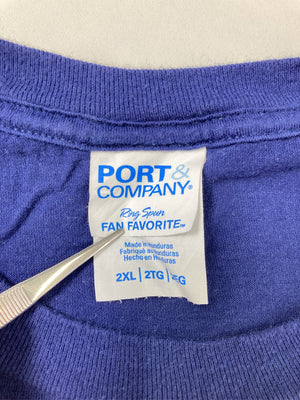 PORT &
COMPANY®
Ring Spun
FAN FAVORITE™
Made in Honduras
Fabriqué au Honduras
Hecho en Honduras
2XL | 2TG |